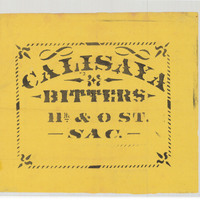 CALISAYA
BITTERS
11th & O ST.
SAC.